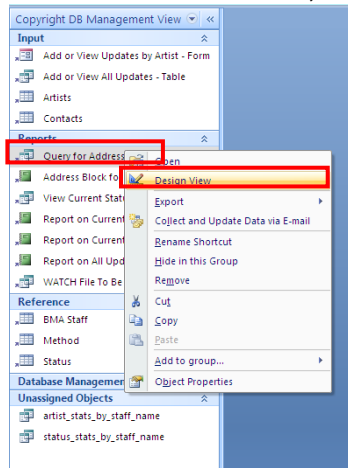 Copyright DB Management View
Input
Add or View Updates by Artist - Form
Add or View All Updates - Table
Artists
Contacts
Reports
Query for Address
Address Block fo
View Current Stat
Report on Current
Report on Current
Report on All Upd
WATCH File To Be
Reference
BMA Staff
Method
Status
Database Managemen
Unassigned Objects
artist_stats_by_staff_name
status_stats_by_staff_name
Open
Design View
Export
Collect and Update Data via E-mail
Rename Shortcut
Hide in this Group
Remove
Cut
Copy
Paste
Add to group...
Object Properties